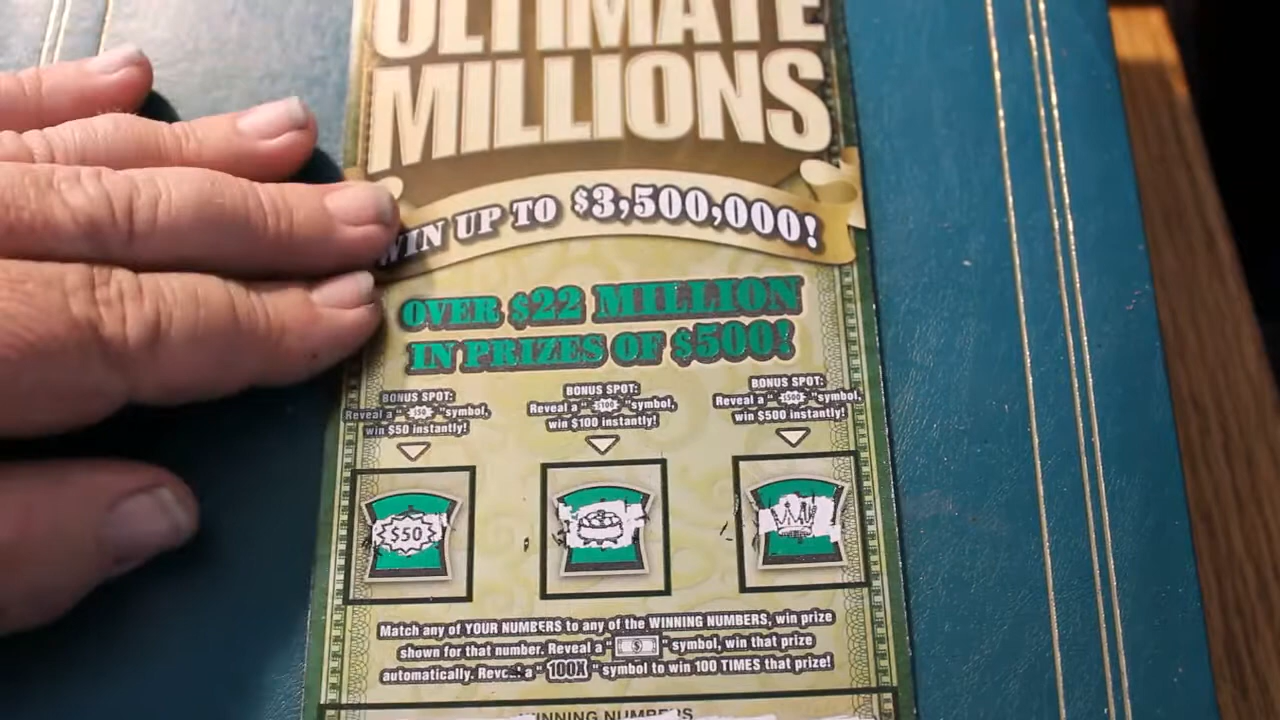 ULTIMATE
MILLIONS
WIN UP TO $3,500,000!
OVER $22 MILLION
IN PRIZES OF $500!
BONUS SPOT:
Reveal a "$50" symbol,
win $50 instantly!
BONUS SPOT:
Reveal a "$100" symbol,
win $100 instantly!
BONUS SPOT:
Reveal a "$500" symbol,
win $500 instantly!
$50
Match any of YOUR NUMBERS to any of the WINNING NUMBERS, win prize
shown for that number. Reveal a "$" symbol, win that prize
automatically. Reveal a "100X" symbol to win 100 TIMES that prize!
WINNING NUMBERS